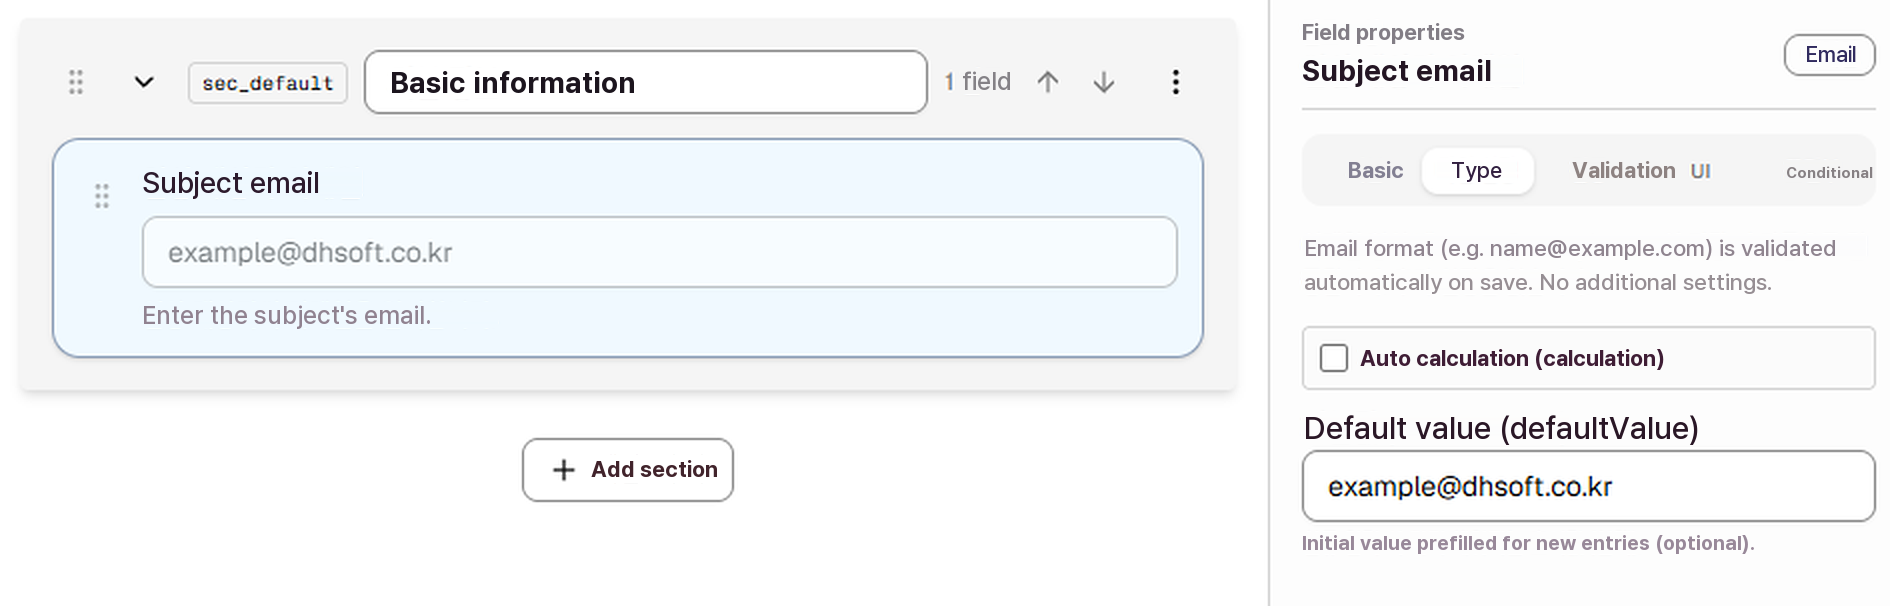 sec_default Basic information 1 field
Subject email
example@dhsoft.co.kr
Enter the subject's email.
Add section
Field properties
Subject email
Email
Basic Type Validation UI Conditional
Email format (e.g. name@example.com) is validated
automatically on save. No additional settings.
Auto calculation (calculation)
Default value (defaultValue)
example@dhsoft.co.kr
Initial value prefilled for new entries (optional).